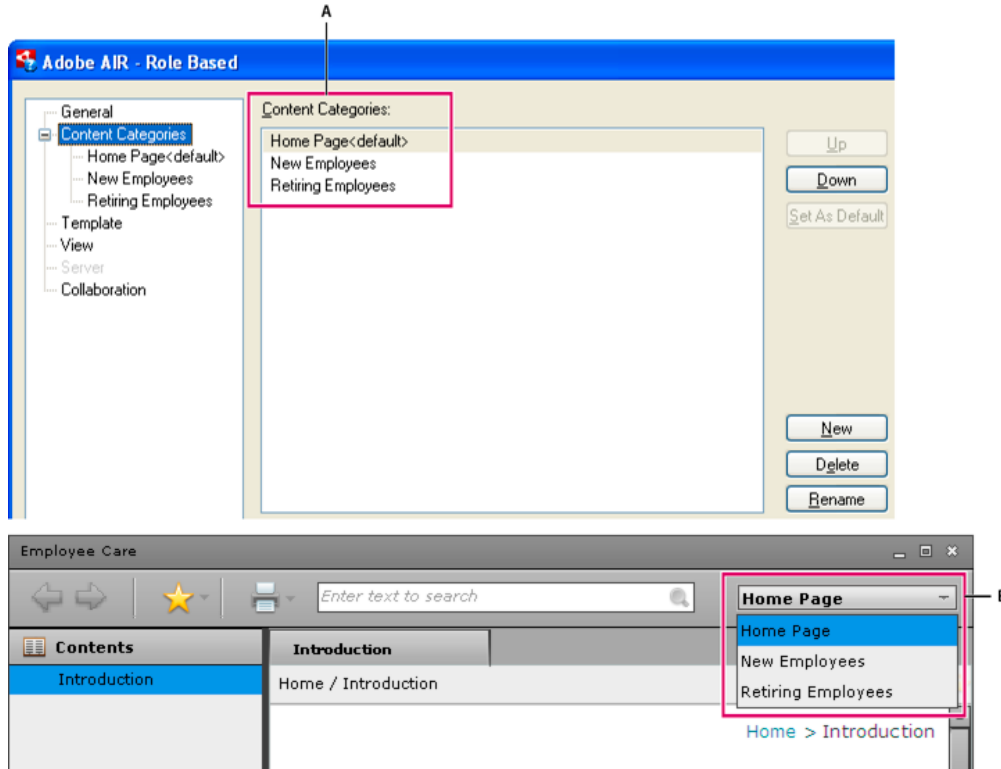 A
Adobe AIR - Role Based
General
Content Categories
Home Page<default>
New Employees
Retiring Employees
Template
View
Server
Collaboration
Content Categories:
Home Page<default>
New Employees
Retiring Employees
Up
Down
Set As Default
New
Delete
Rename
Employee Care
Enter text to search
Home Page
Home Page
New Employees
Retiring Employees
Contents
Introduction
Introduction
Home / Introduction
Home > Introduction